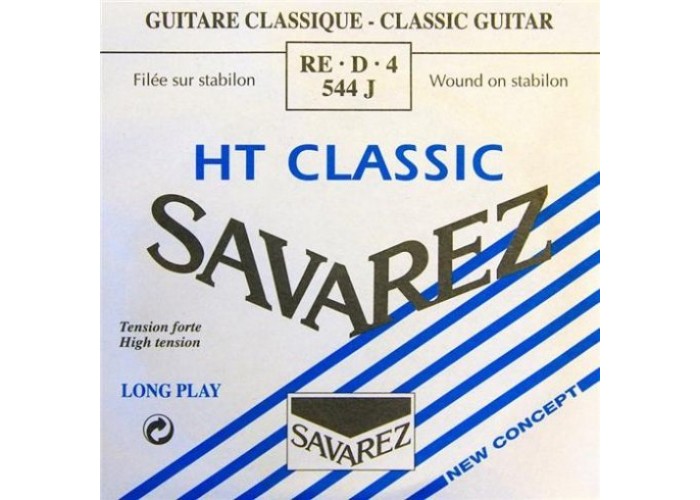 GUITARE CLASSIQUE - CLASSIC GUITAR
RE · D · 4
544 J
Filée sur stabilon
Wound on stabilon
HT CLASSIC
SAVAREZ
Tension forte
High tension
LONG PLAY
SAVAREZ
NEW CONCEPT